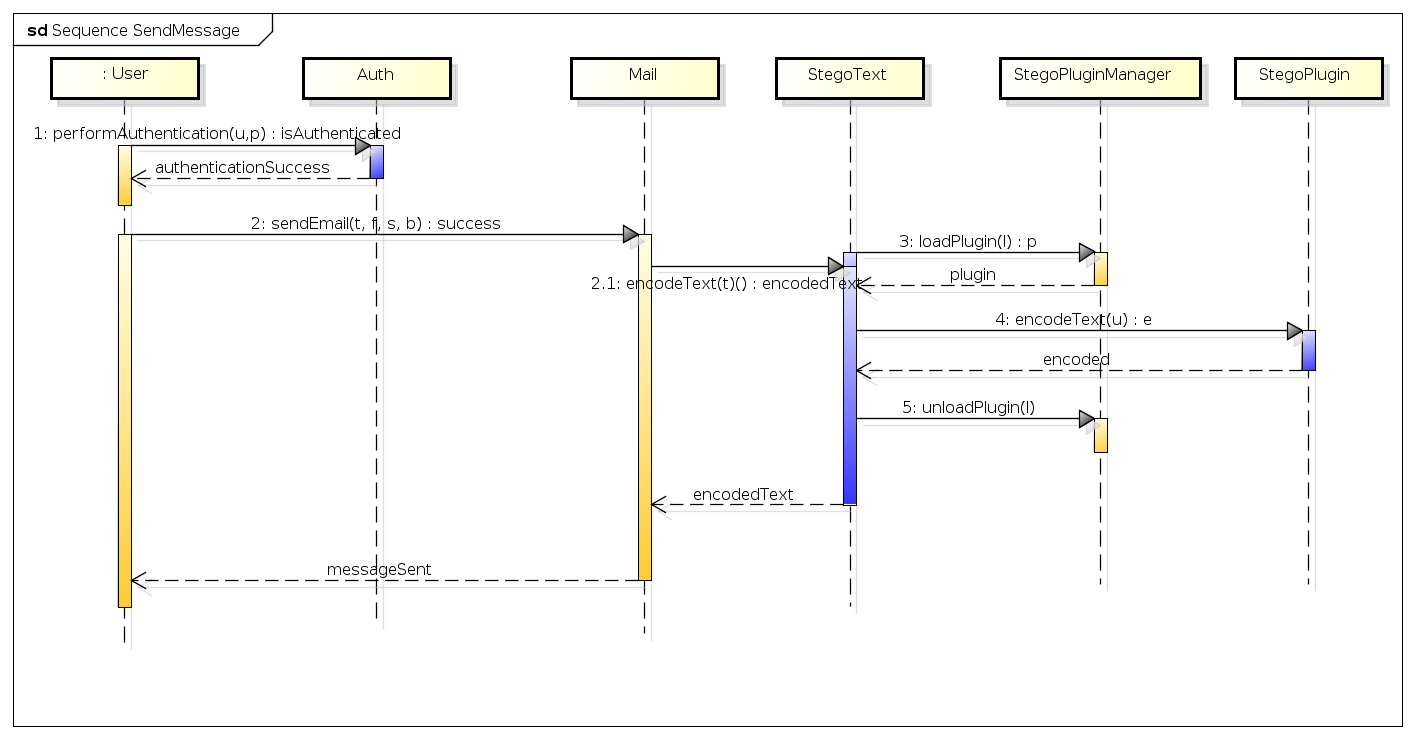 sd Sequence SendMessage
: User
Auth
Mail
StegoText
StegoPluginManager
StegoPlugin
1: performAuthentication(u,p) : isAuthenticated
authenticationSuccess
2: sendEmail(t, f, s, b) : success
3: loadPlugin(l) : p
plugin
2.1: encodeText(t)() : encodedText
4: encodeText(u) : e
encoded
5: unloadPlugin(l)
encodedText
messageSent